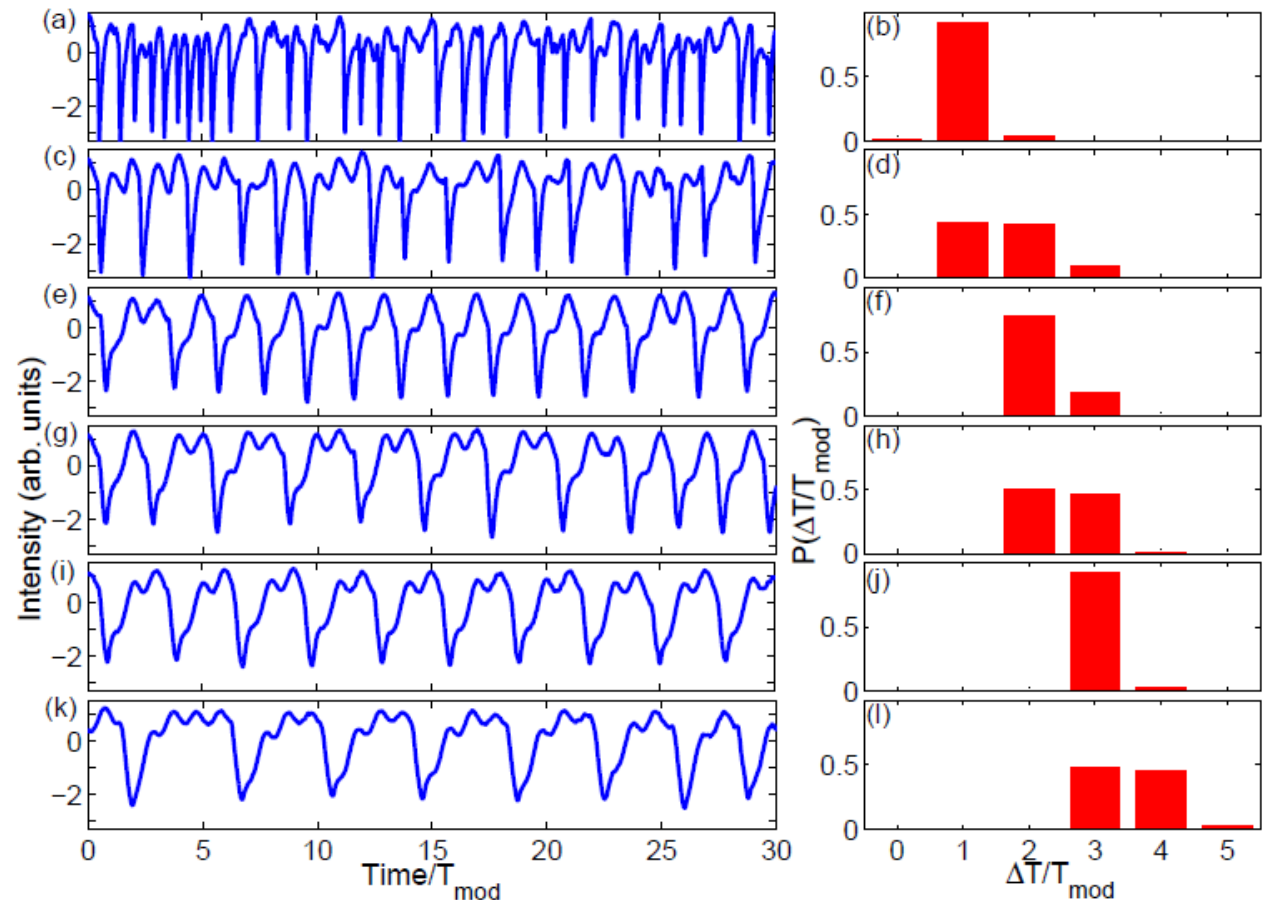 (a)
0
−2
(b)
0.5
0
(c)
0
−2
(d)
0.5
0
(e)
0
−2
(f)
0.5
0
(g)
0
−2
(h)
0.5
0
(i)
0
−2
(j)
0.5
0
(k)
0
−2
(l)
0.5
0
Intensity (arb. units)
P(ΔT/T_mod)
0 5 10 15 20 25 30
Time/T_mod
0 1 2 3 4 5
ΔT/T_mod